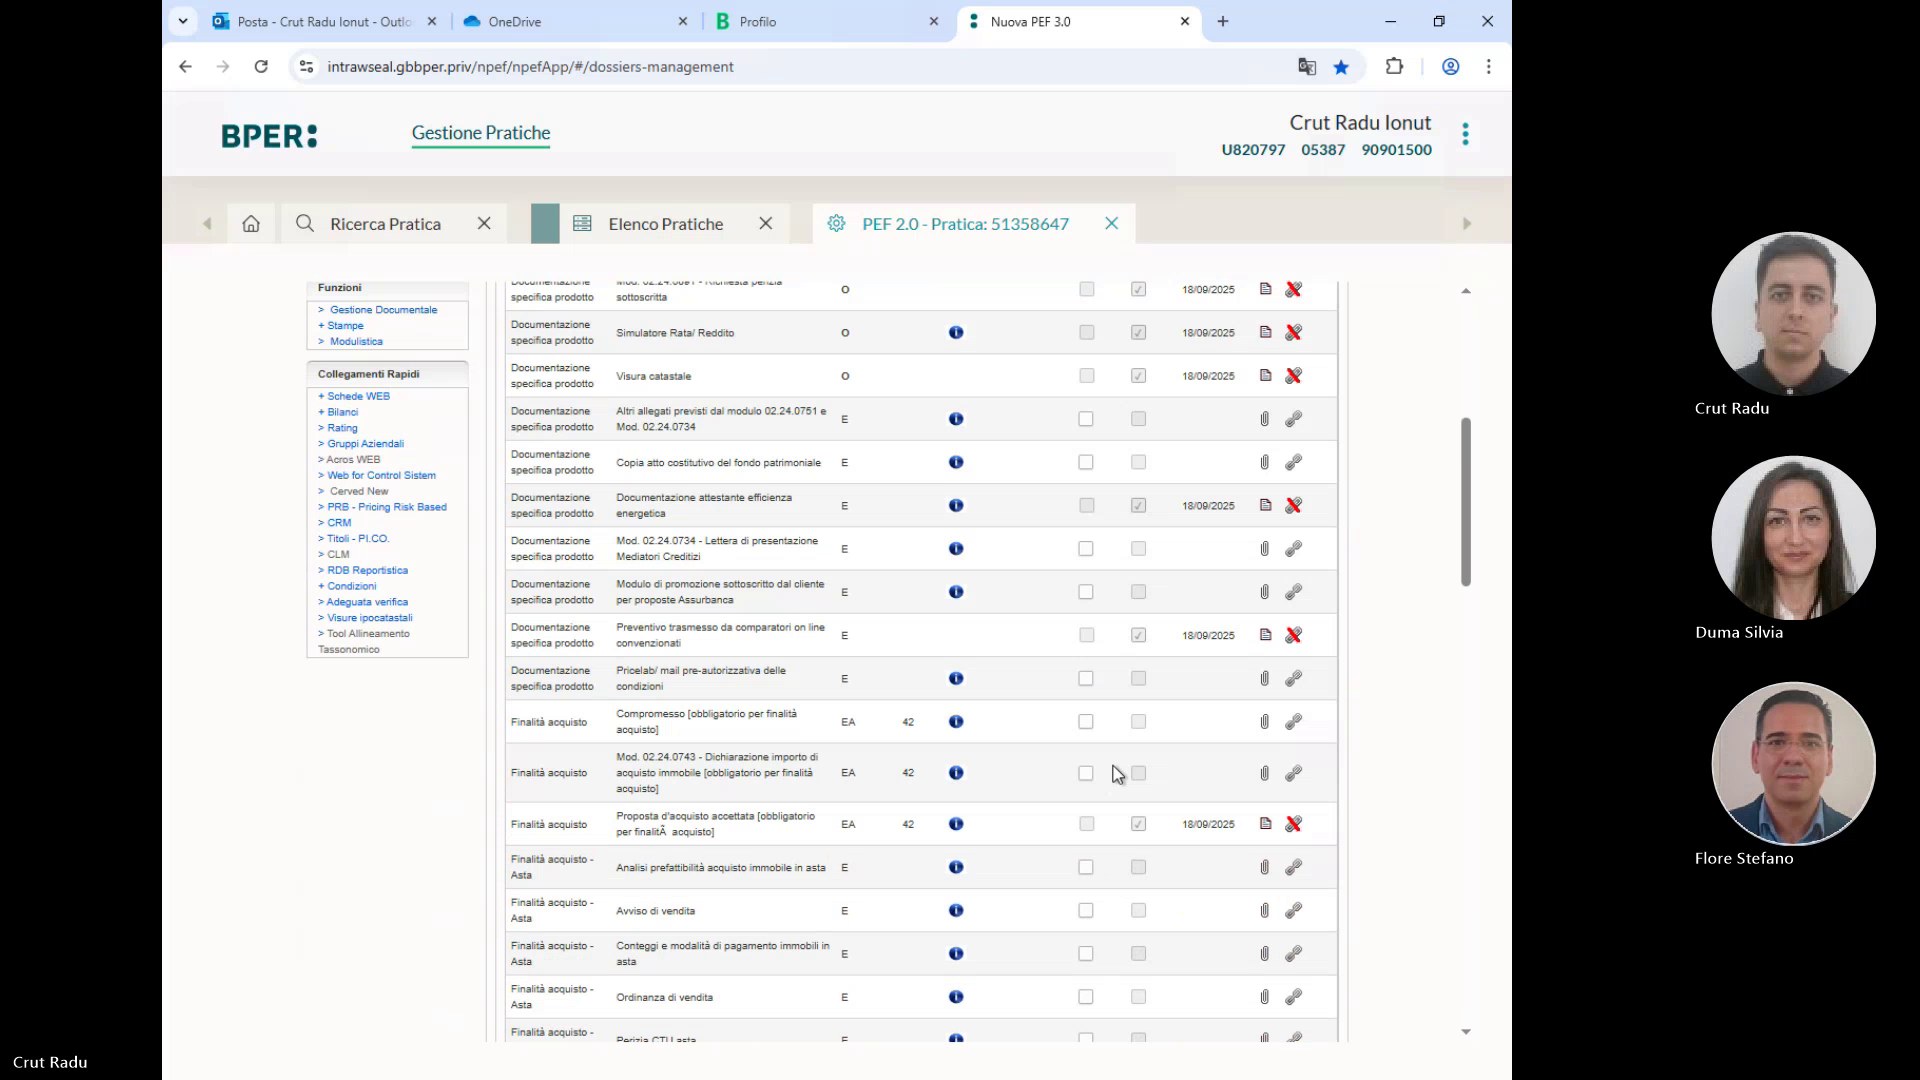 Posta - Crut Radu Ionut - Outlo
OneDrive
Profilo
Nuova PEF 3.0
intrawseal.gbbper.priv/npef/npefApp/#/dossiers-management
BPER:
Gestione Pratiche
Crut Radu Ionut
U820797 05387 90901500
Ricerca Pratica
Elenco Pratiche
PEF 2.0 - Pratica: 51358647
Funzioni
> Gestione Documentale
+ Stampe
> Modulistica
Collegamenti Rapidi
+ Schede WEB
+ Bilanci
> Rating
> Gruppi Aziendali
> Acros WEB
> Web for Control Sistem
> Cerved New
> PRB - Pricing Risk Based
> CRM
> Titoli - PI.CO.
> CLM
> RDB Reportistica
+ Condizioni
> Adeguata verifica
> Visure ipocatastali
> Tool Allineamento
Tassonomico
Documentazione Mod. 02.24.0891 - Richiesta perizia
specifica prodotto sottoscritta O 18/09/2025
Documentazione
specifica prodotto Simulatore Rata/ Reddito O 18/09/2025
Documentazione
specifica prodotto Visura catastale O 18/09/2025
Documentazione Altri allegati previsti dal modulo 02.24.0751 e
specifica prodotto Mod. 02.24.0734 E
Documentazione
specifica prodotto Copia atto costitutivo del fondo patrimoniale E
Documentazione Documentazione attestante efficienza
specifica prodotto energetica E 18/09/2025
Documentazione Mod. 02.24.0734 - Lettera di presentazione
specifica prodotto Mediatori Creditizi E
Documentazione Modulo di promozione sottoscritto dal cliente
specifica prodotto per proposte Assurbanca E
Documentazione Preventivo trasmesso da comparatori on line
specifica prodotto convenzionati E 18/09/2025
Documentazione Pricelab/ mail pre-autorizzativa delle
specifica prodotto condizioni E
Finalità acquisto Compromesso [obbligatorio per finalità
acquisto] EA 42
Mod. 02.24.0743 - Dichiarazione importo di
Finalità acquisto acquisto immobile [obbligatorio per finalità EA 42
acquisto]
Finalità acquisto Proposta d'acquisto accettata [obbligatorio
per finalitÃ acquisto] EA 42 18/09/2025
Finalità acquisto -
Asta Analisi prefattibilità acquisto immobile in asta E
Finalità acquisto -
Asta Avviso di vendita E
Finalità acquisto - Conteggi e modalità di pagamento immobili in
Asta asta E
Finalità acquisto -
Asta Ordinanza di vendita E
Finalità acquisto -
Perizia CTU asta E
Crut Radu
Duma Silvia
Flore Stefano
Crut Radu